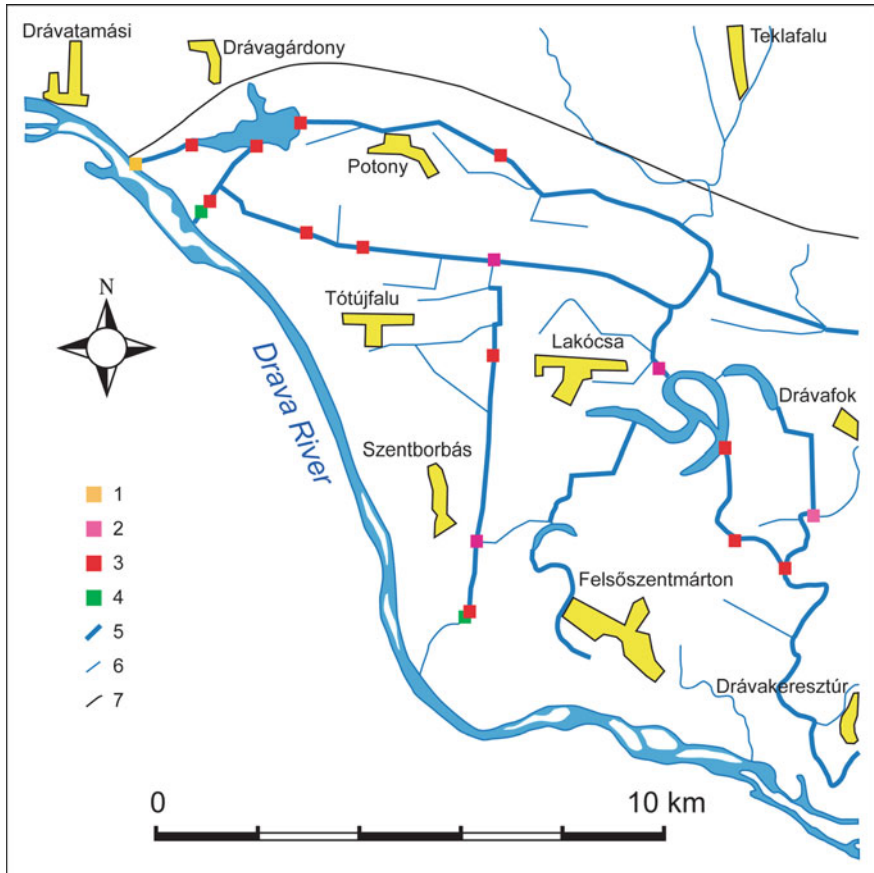 Drávatamási
Drávagárdony
Teklafalu
Potony
N
Tótújfalu
Lakócsa
Drávafok
Drava River
Szentborbás
1
2
3
4
5
6
7
Felsőszentmárton
Drávakeresztúr
0
10 km